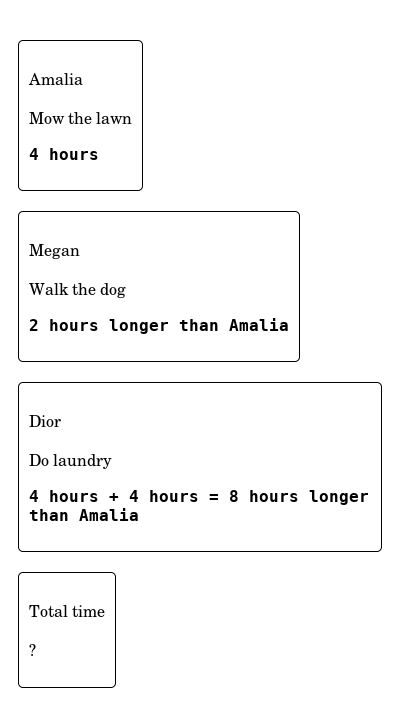 Amalia
Mow the lawn
4 hours
Megan
Walk the dog
2 hours longer than Amalia
Dior
Do laundry
4 hours + 4 hours = 8 hours longer
than Amalia
Total time
?